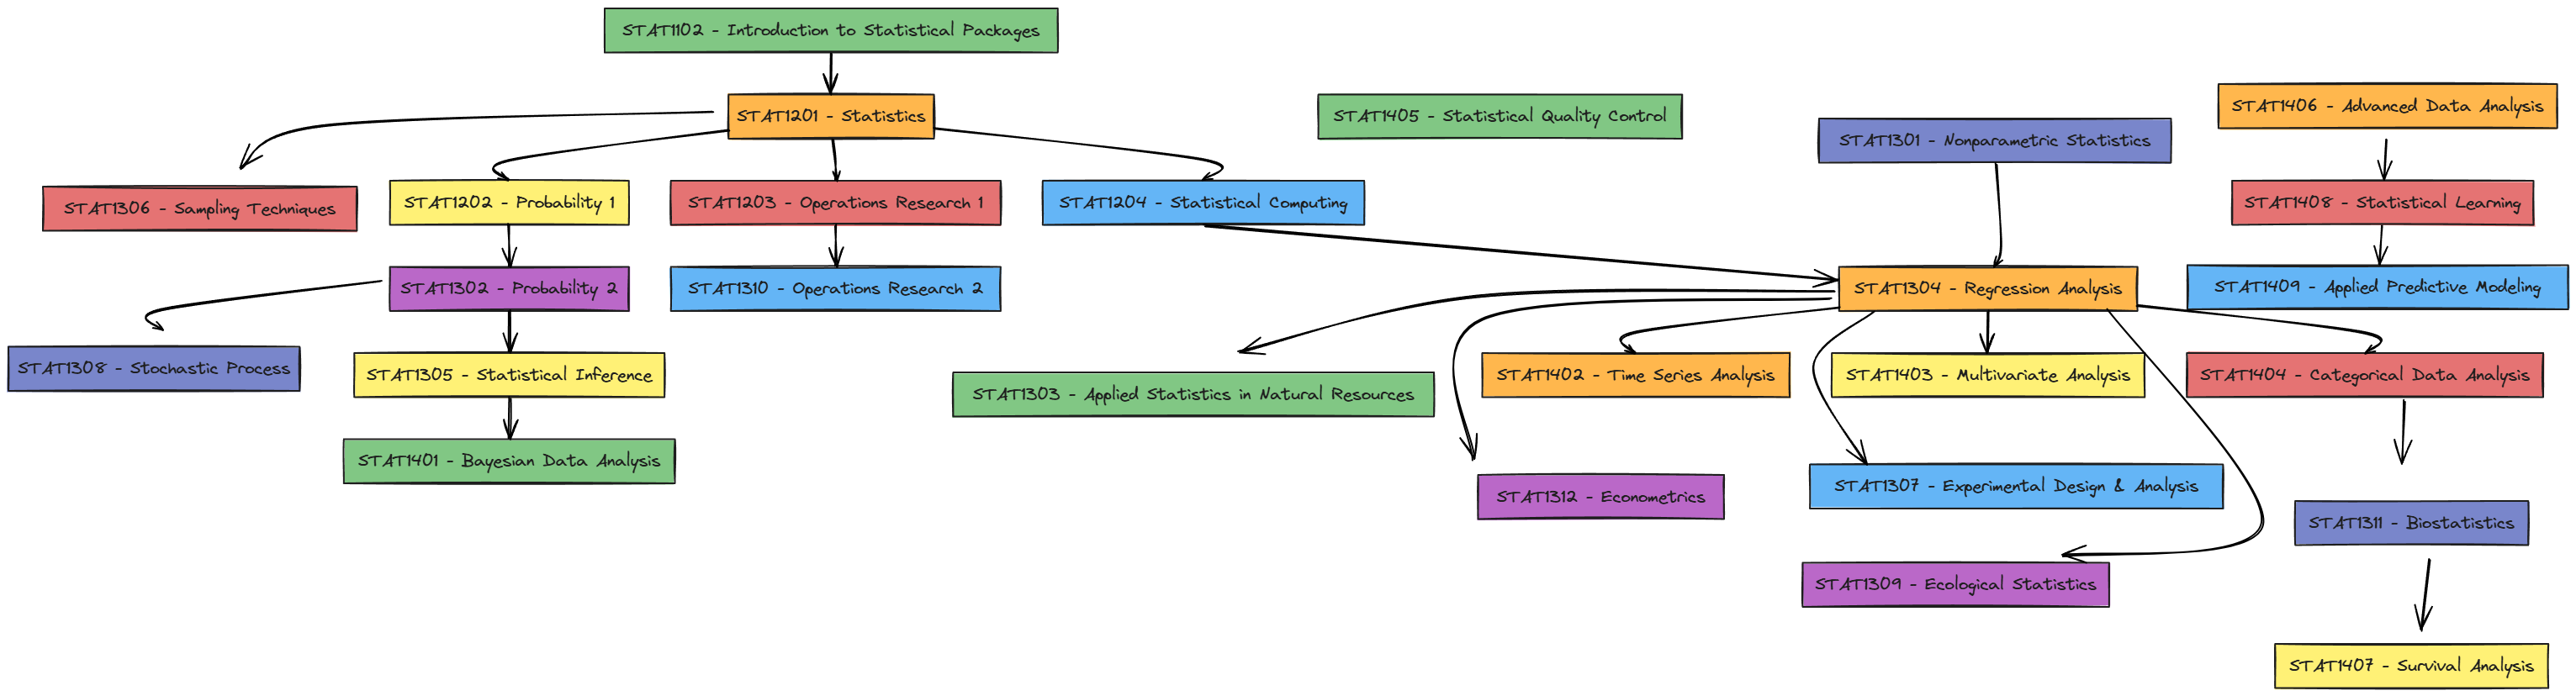 STAT1102 - Introduction to Statistical Packages
STAT1201 - Statistics
STAT1405 - Statistical Quality Control
STAT1406 - Advanced Data Analysis
STAT1301 - Nonparametric Statistics
STAT1306 - Sampling Techniques
STAT1202 - Probability 1
STAT1203 - Operations Research 1
STAT1204 - Statistical Computing
STAT1408 - Statistical Learning
STAT1302 - Probability 2
STAT1310 - Operations Research 2
STAT1304 - Regression Analysis
STAT1409 - Applied Predictive Modeling
STAT1308 - Stochastic Process
STAT1305 - Statistical Inference
STAT1303 - Applied Statistics in Natural Resources
STAT1402 - Time Series Analysis
STAT1403 - Multivariate Analysis
STAT1404 - Categorical Data Analysis
STAT1401 - Bayesian Data Analysis
STAT1312 - Econometrics
STAT1307 - Experimental Design & Analysis
STAT1311 - Biostatistics
STAT1309 - Ecological Statistics
STAT1407 - Survival Analysis